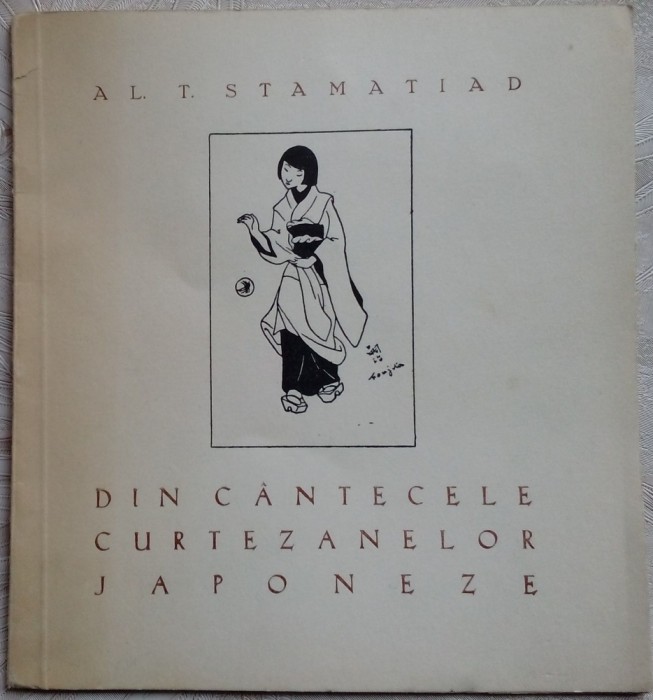 AL. T. STAMATIAD
DIN CÂNTECELE
CURTEZANELOR
JAPONEZE